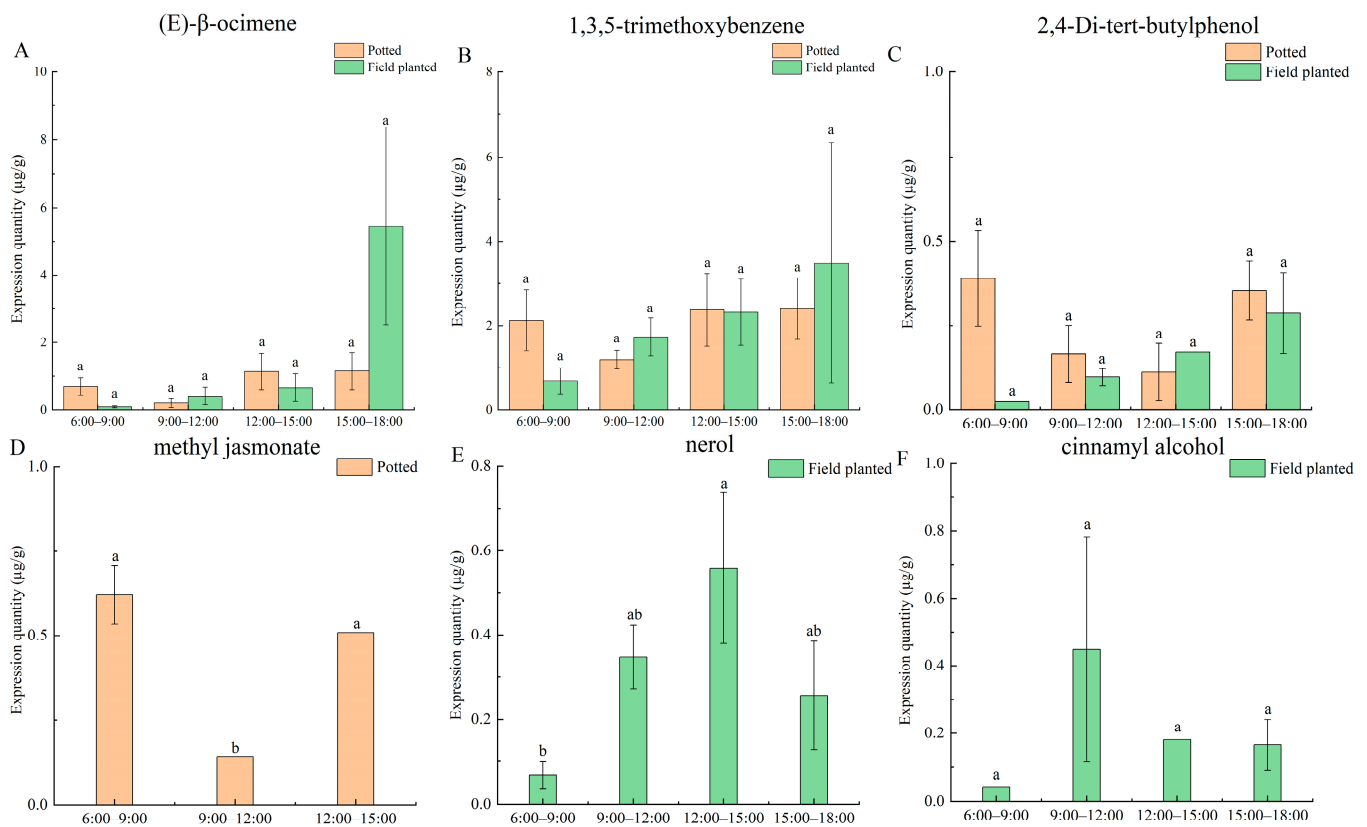 (E)-β-ocimene
A
Potted
Field planted
Expression quantity (μg/g)
10
8
6
4
2
0
a
a
a
a
a
a
a
a
6:00–9:00
9:00–12:00
12:00–15:00
15:00–18:00
1,3,5-trimethoxybenzene
B
Potted
Field planted
Expression quantity (μg/g)
8
6
4
2
0
a
a
a
a
a
a
a
a
6:00–9:00
9:00–12:00
12:00–15:00
15:00–18:00
2,4-Di-tert-butylphenol
C
Potted
Field planted
Expression quantity (μg/g)
1.0
0.5
0.0
a
a
a
a
a
a
a
a
6:00–9:00
9:00–12:00
12:00–15:00
15:00–18:00
D
methyl jasmonate
Potted
Expression quantity (μg/g)
1.0
0.5
0.0
a
b
a
6:00–9:00
9:00–12:00
12:00–15:00
E
nerol
Field planted
Expression quantity (μg/g)
0.8
0.6
0.4
0.2
0.0
b
ab
a
ab
6:00–9:00
9:00–12:00
12:00–15:00
15:00–18:00
F
cinnamyl alcohol
Field planted
Expression quantity (μg/g)
1.0
0.8
0.6
0.4
0.2
0.0
a
a
a
a
6:00–9:00
9:00–12:00
12:00–15:00
15:00–18:00